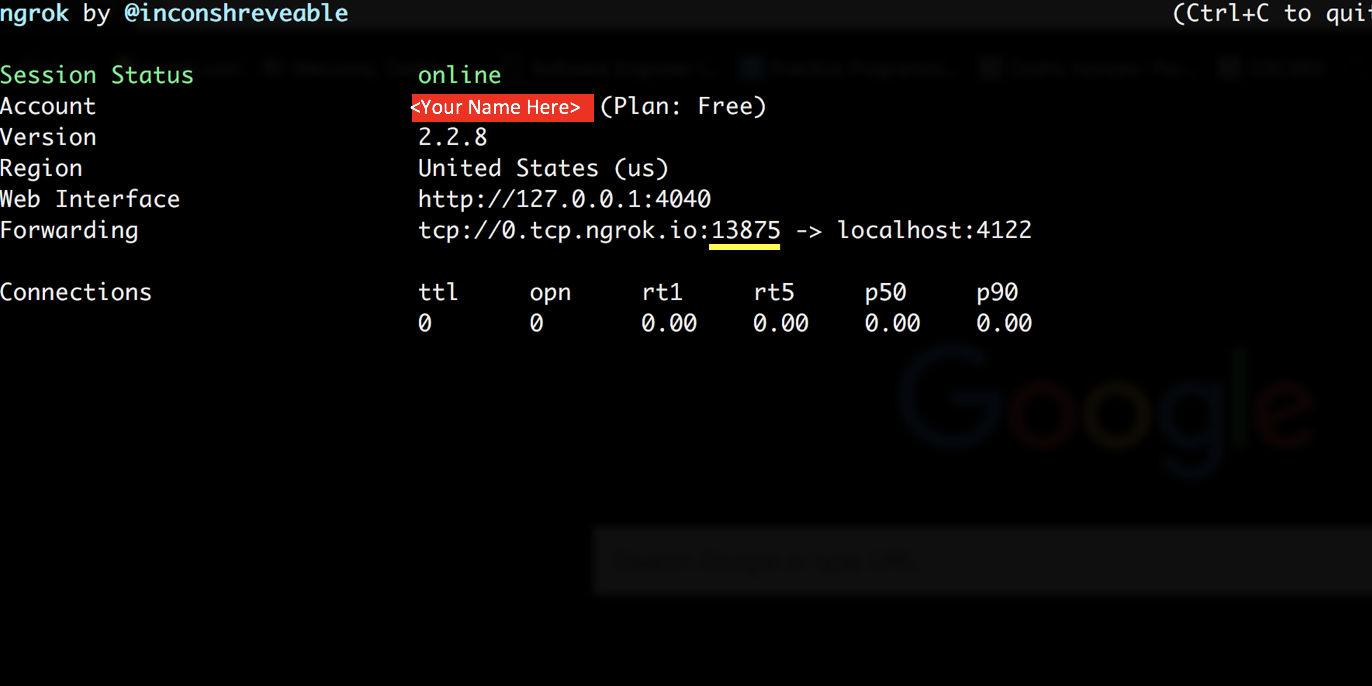 ngrok by @inconshreveable (Ctrl+C to quit
Session Status online
Account <Your Name Here> (Plan: Free)
Version 2.2.8
Region United States (us)
Web Interface http://127.0.0.1:4040
Forwarding tcp://0.tcp.ngrok.io:13875 -> localhost:4122
Connections ttl opn rt1 rt5 p50 p90
0 0 0.00 0.00 0.00 0.00
Google